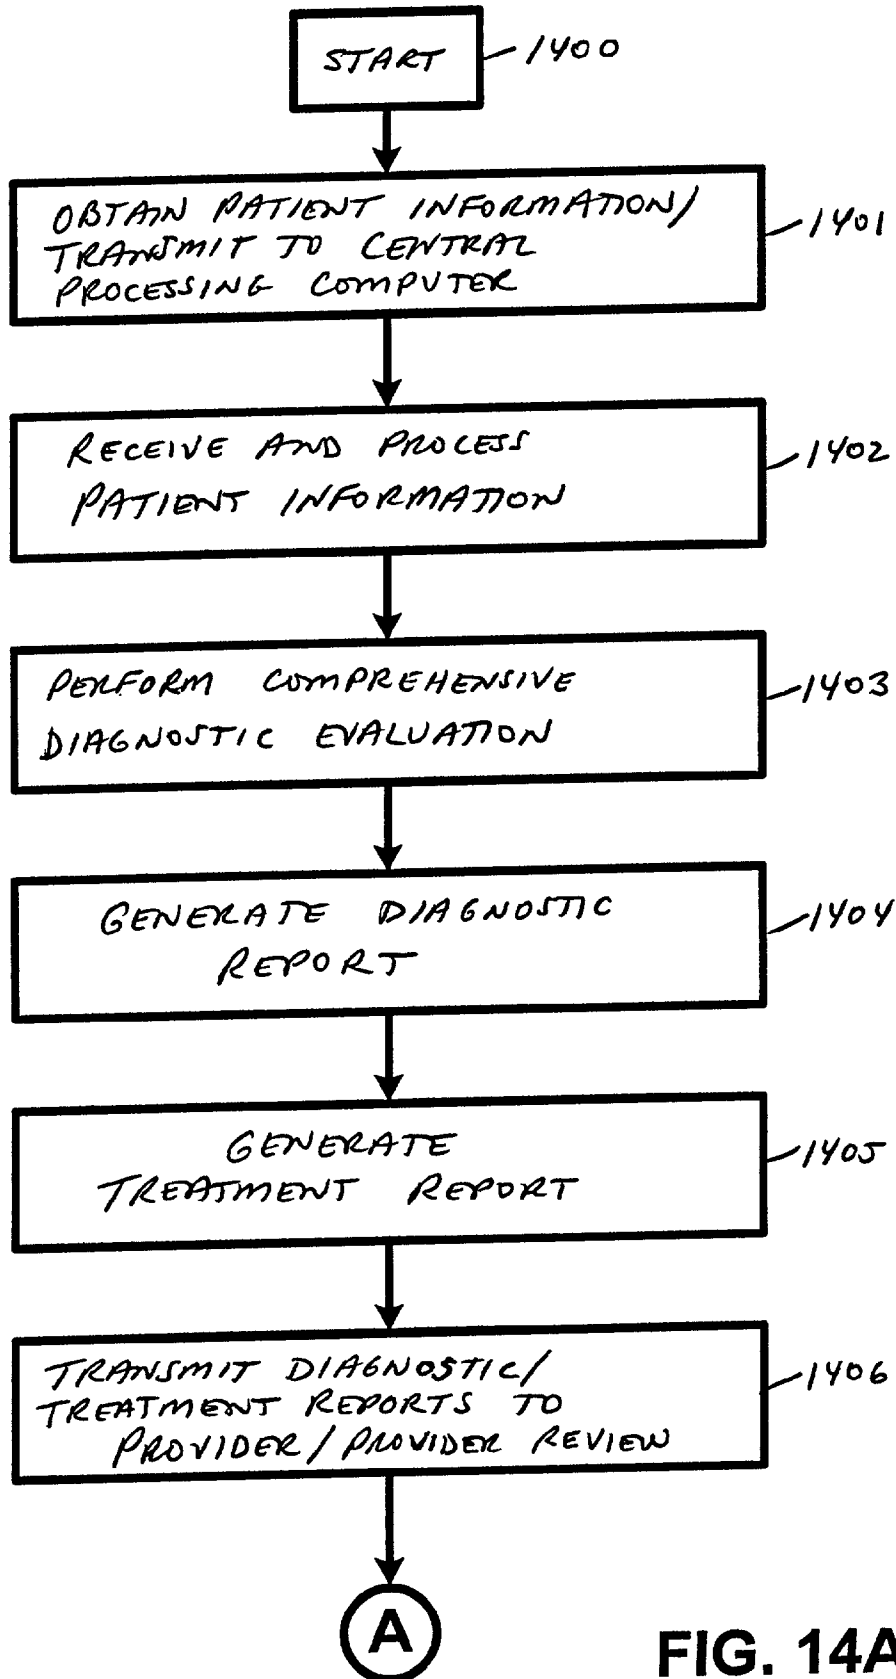 START
1400
OBTAIN PATIENT INFORMATION/
TRANSMIT TO CENTRAL
PROCESSING COMPUTER
1401
RECEIVE AND PROCESS
PATIENT INFORMATION
1402
PERFORM COMPREHENSIVE
DIAGNOSTIC EVALUATION
1403
GENERATE DIAGNOSTIC
REPORT
1404
GENERATE
TREATMENT REPORT
1405
TRANSMIT DIAGNOSTIC/
TREATMENT REPORTS TO
PROVIDER/PROVIDER REVIEW
1406
A
FIG. 14A